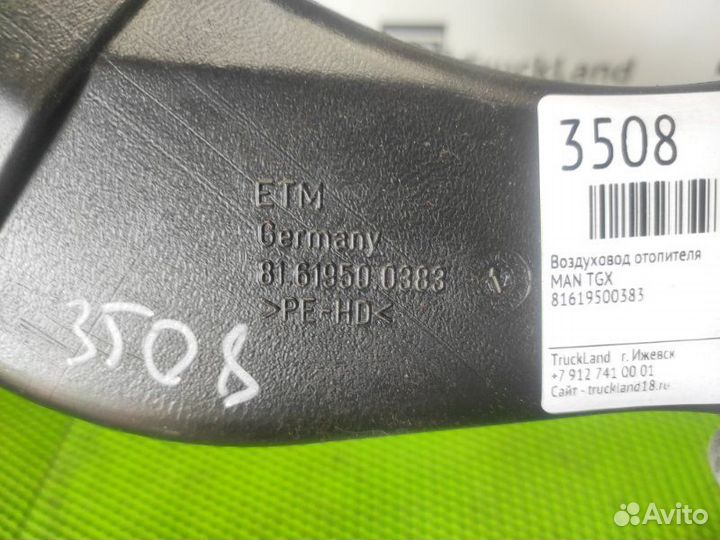 TruckLand
ETM
Germany
81.61950.0383
>PE-HD<
3508
3508
Воздуховод отопителя
MAN TGX
81619500383
TruckLand г. Ижевск
+7 912 741 00 01
Сайт - truckland18.ru
Avito